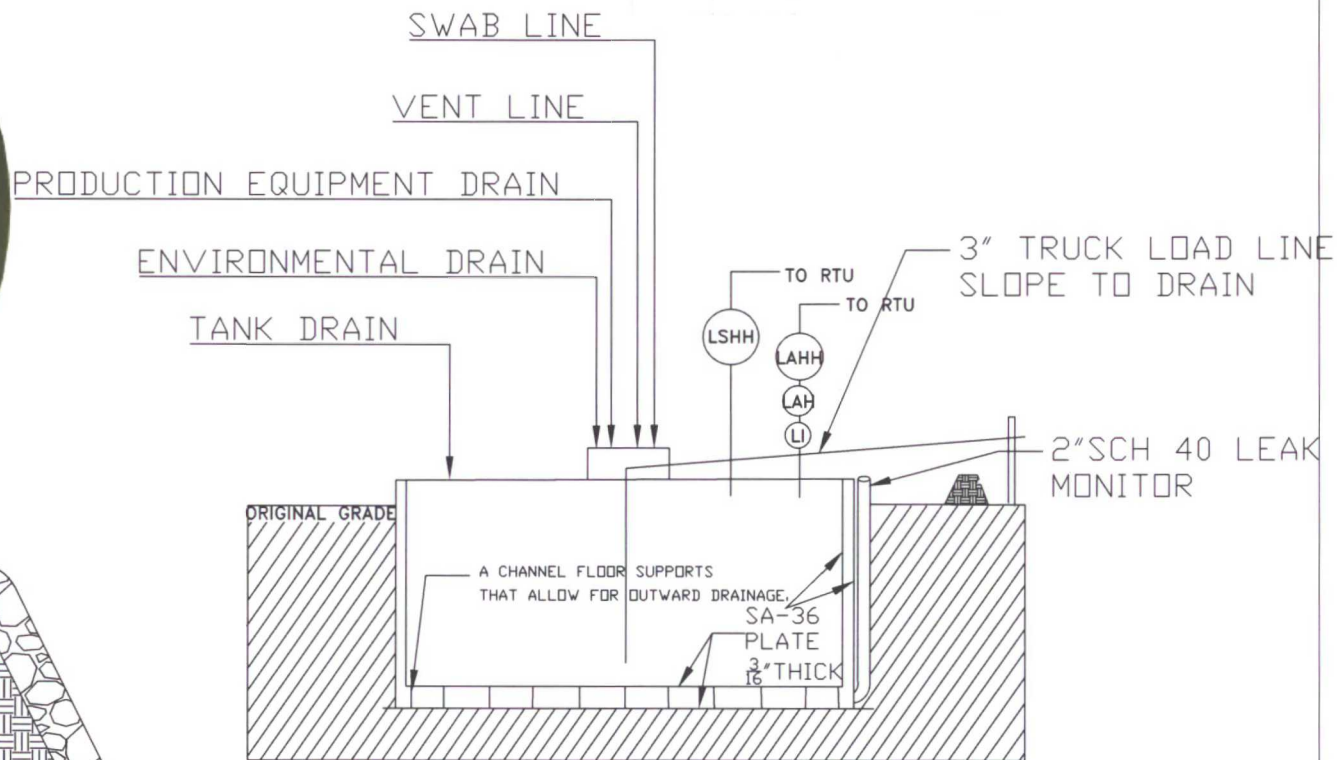 SWAB LINE
VENT LINE
PRODUCTION EQUIPMENT DRAIN
ENVIRONMENTAL DRAIN
TANK DRAIN
3" TRUCK LOAD LINE
SLOPE TO DRAIN
TO RTU
TO RTU
LSHH
LAHH
LAH
LI
2"SCH 40 LEAK
MONITOR
ORIGINAL GRADE
A CHANNEL FLOOR SUPPORTS
THAT ALLOW FOR OUTWARD DRAINAGE.
SA-36
PLATE
3/16"THICK